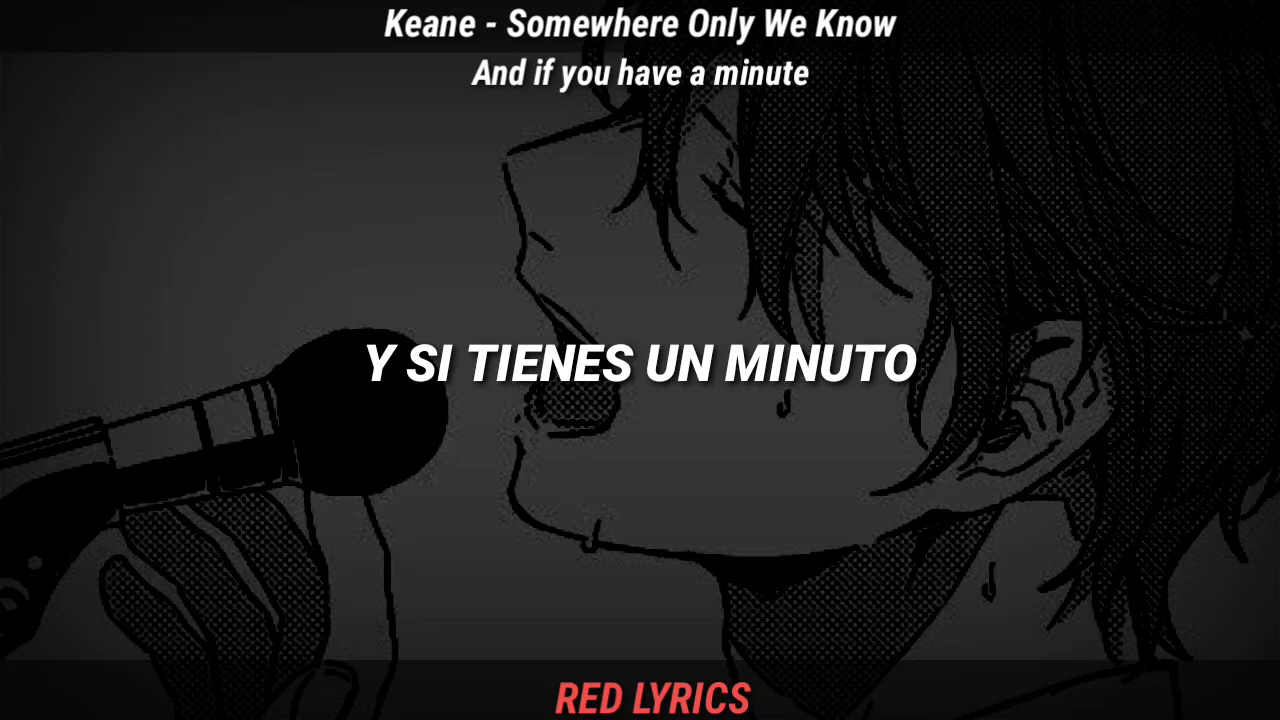 Keane - Somewhere Only We Know
And if you have a minute
Y SI TIENES UN MINUTO
RED LYRICS